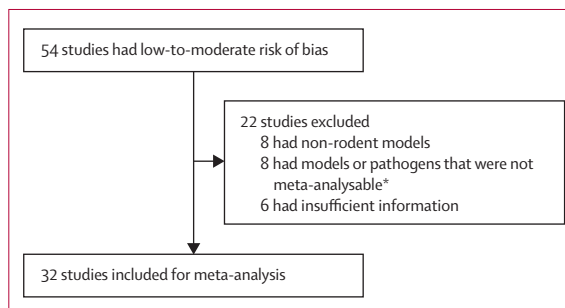 54 studies had low-to-moderate risk of bias
22 studies excluded
8 had non-rodent models
8 had models or pathogens that were not
meta-analysable*
6 had insufficient information
32 studies included for meta-analysis